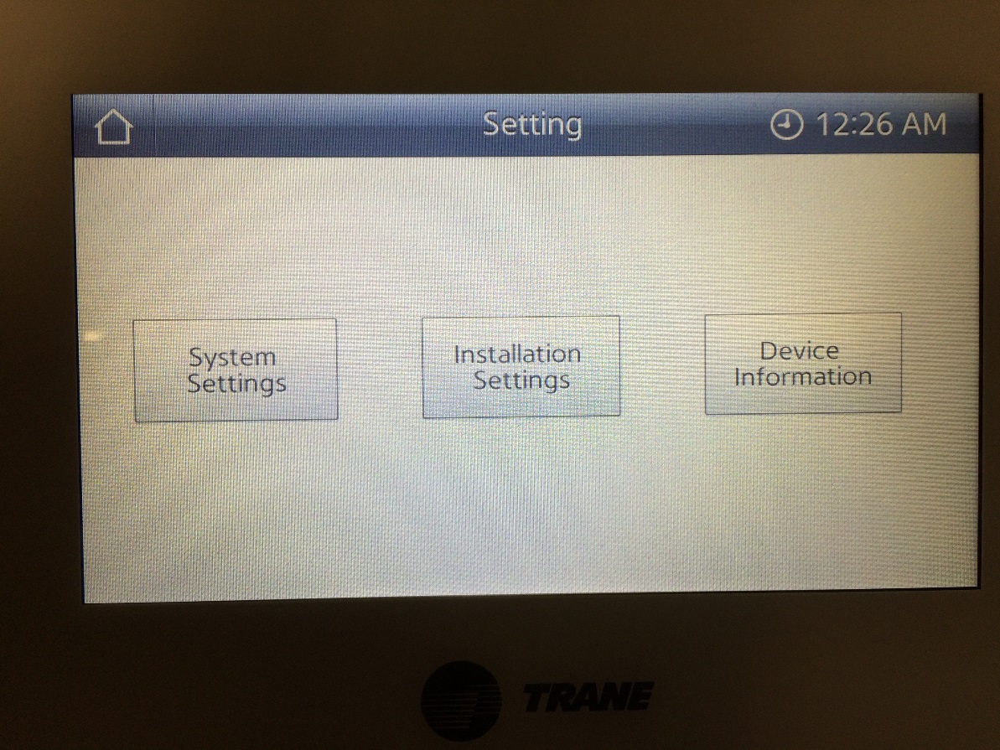 Setting
12:26 AM
System
Settings
Installation
Settings
Device
Information
TRANE